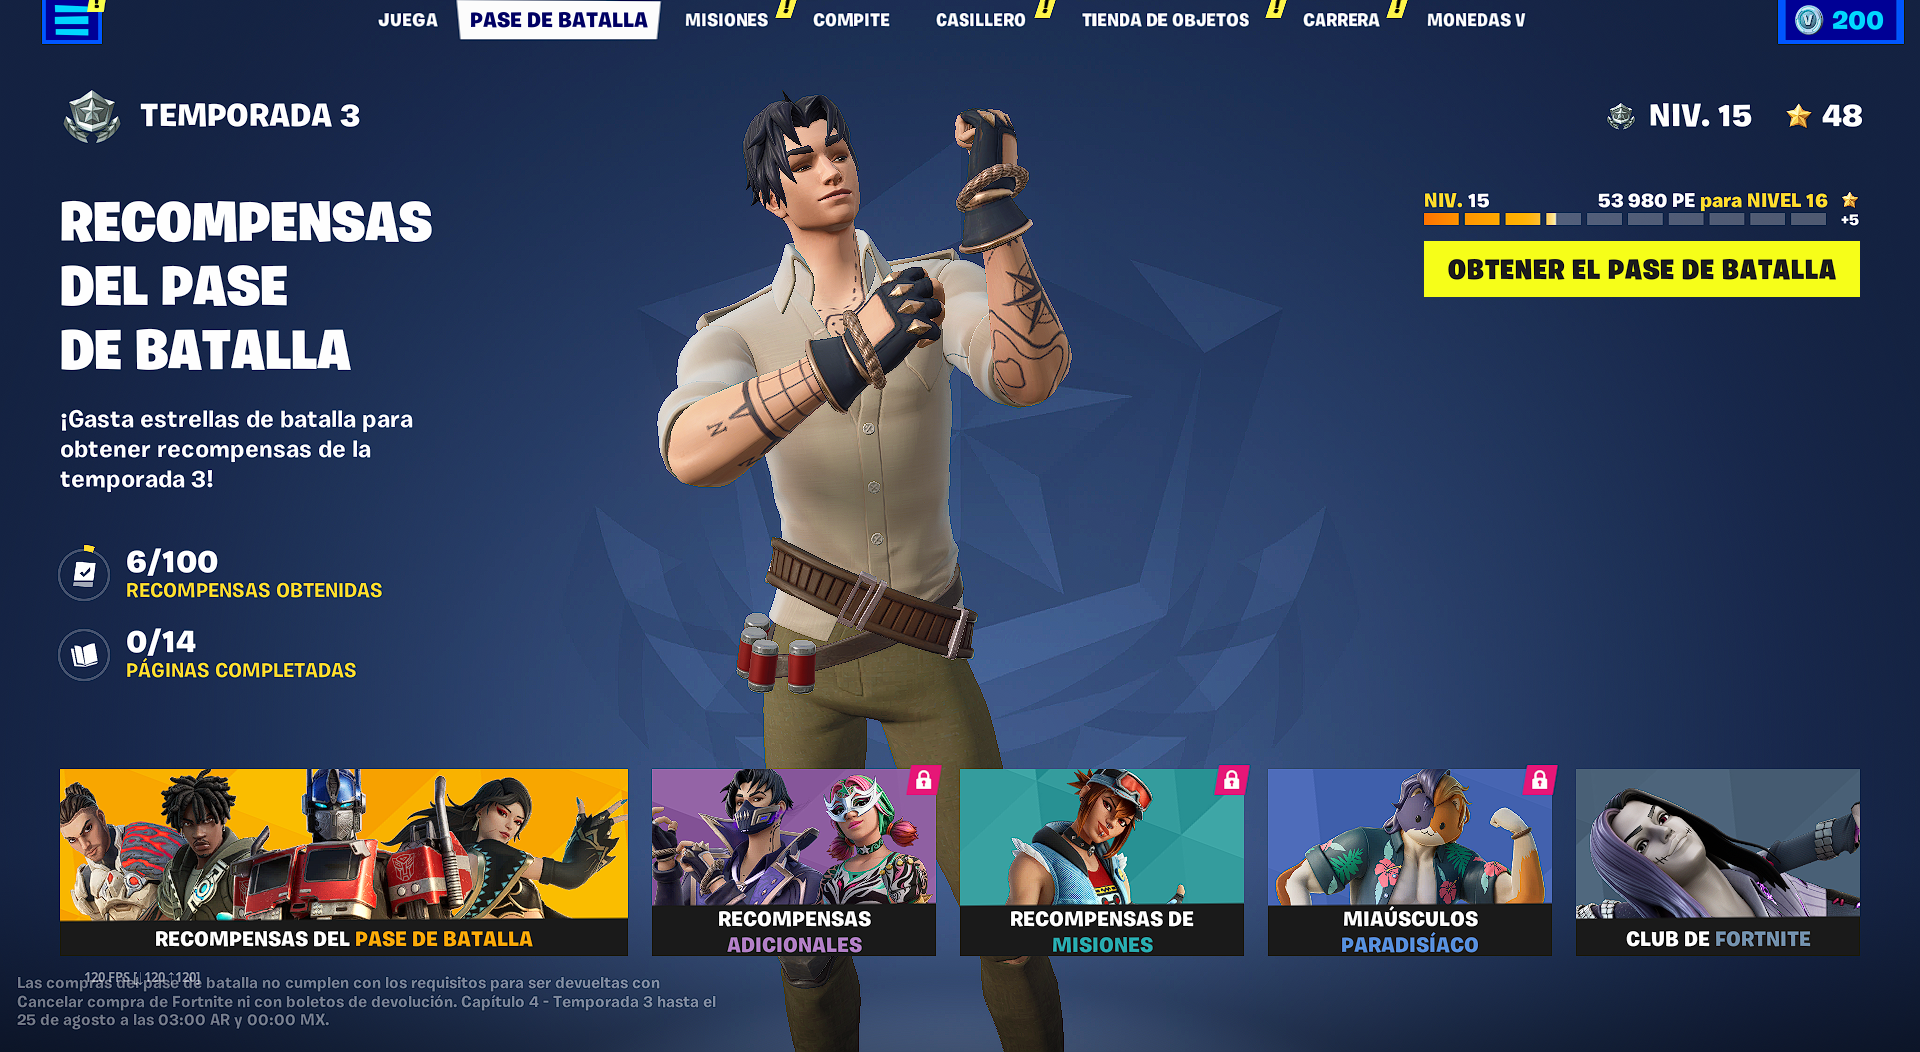 JUEGA
PASE DE BATALLA
MISIONES
COMPITE
CASILLERO
TIENDA DE OBJETOS
CARRERA
MONEDAS V
200
TEMPORADA 3
NIV. 15
48
NIV. 15
53 980 PE para NIVEL 16
+5
OBTENER EL PASE DE BATALLA
RECOMPENSAS
DEL PASE
DE BATALLA
¡Gasta estrellas de batalla para
obtener recompensas de la
temporada 3!
6/100
RECOMPENSAS OBTENIDAS
0/14
PÁGINAS COMPLETADAS
RECOMPENSAS DEL PASE DE BATALLA
RECOMPENSAS
ADICIONALES
RECOMPENSAS DE
MISIONES
MIAÚSCULOS
PARADISÍACO
CLUB DE FORTNITE
120 FPS [↓120 ↑120]
Las compras del pase de batalla no cumplen con los requisitos para ser devueltas con
Cancelar compra de Fortnite ni con boletos de devolución. Capítulo 4 - Temporada 3 hasta el
25 de agosto a las 03:00 AR y 00:00 MX.